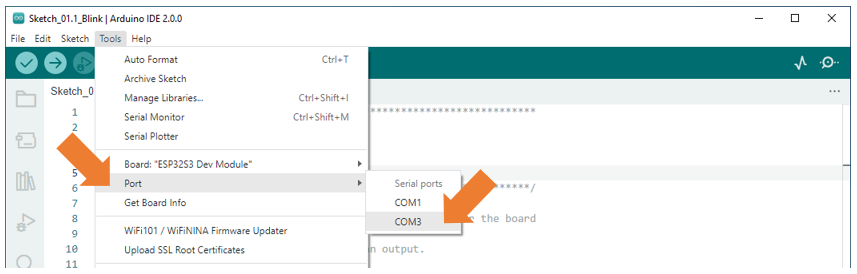 Sketch_01.1_Blink | Arduino IDE 2.0.0
File Edit Sketch Tools Help
Auto Format Ctrl+T
Sketch_0
Archive Sketch
1
Manage Libraries... Ctrl+Shift+I
2
Serial Monitor Ctrl+Shift+M
Serial Plotter
Board: "ESP32S3 Dev Module"
5
Port
Serial ports
6 *******/
Get Board Info
COM1
7
COM3
8 the board
WiFi101 / WiFiNINA Firmware Updater
9
Upload SSL Root Certificates
10 output.
11